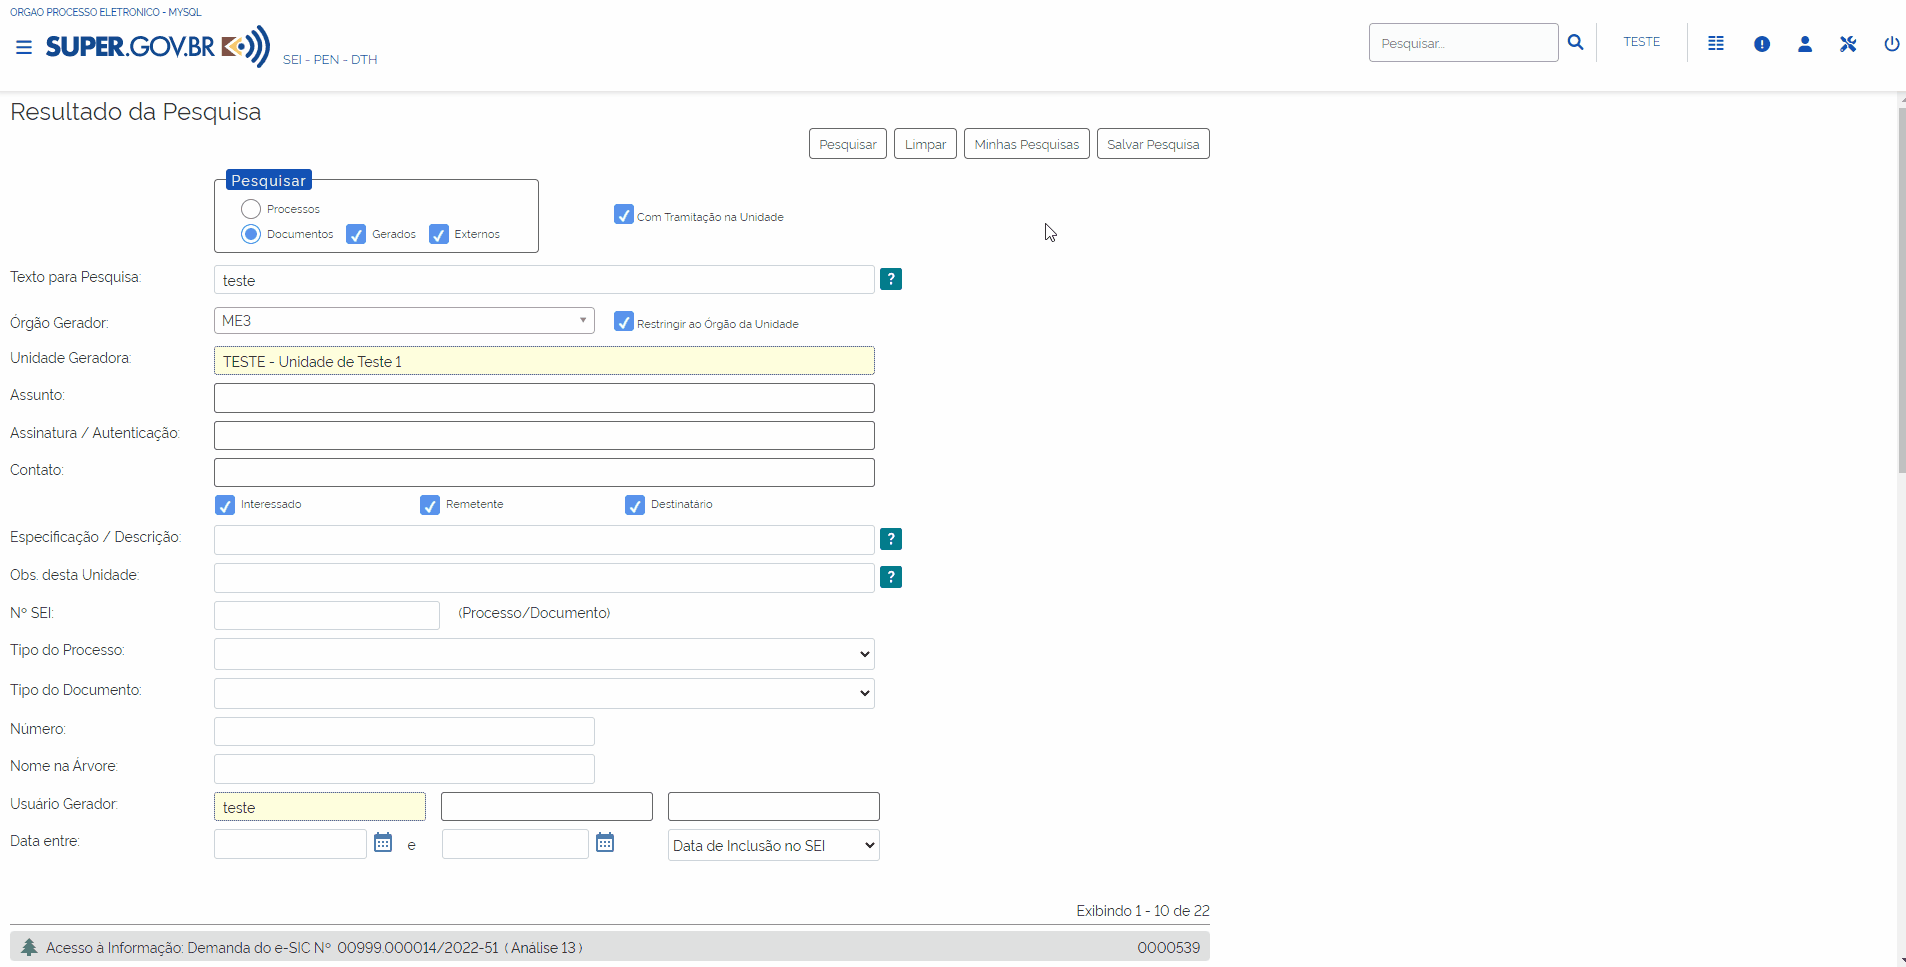 ORGAO PROCESSO ELETRONICO - MYSQL
SUPER.GOV.BR
SEI - PEN - DTH
Pesquisar...
TESTE
Resultado da Pesquisa
Pesquisar
Limpar
Minhas Pesquisas
Salvar Pesquisa
Pesquisar
Processos
Documentos
Gerados
Externos
Com Tramitação na Unidade
Texto para Pesquisa:
teste
?
Órgão Gerador:
ME3
Restringir ao Órgão da Unidade
Unidade Geradora:
TESTE - Unidade de Teste 1
Assunto:
Assinatura / Autenticação:
Contato:
Interessado
Remetente
Destinatário
Especificação / Descrição:
?
Obs. desta Unidade:
?
Nº SEI:
(Processo/Documento)
Tipo do Processo:
Tipo do Documento:
Número:
Nome na Árvore:
Usuário Gerador:
teste
Data entre:
e
Data de Inclusão no SEI
Exibindo 1 - 10 de 22
Acesso à Informação: Demanda do e-SIC Nº 00999.000014/2022-51 ( Análise 13 )
0000539